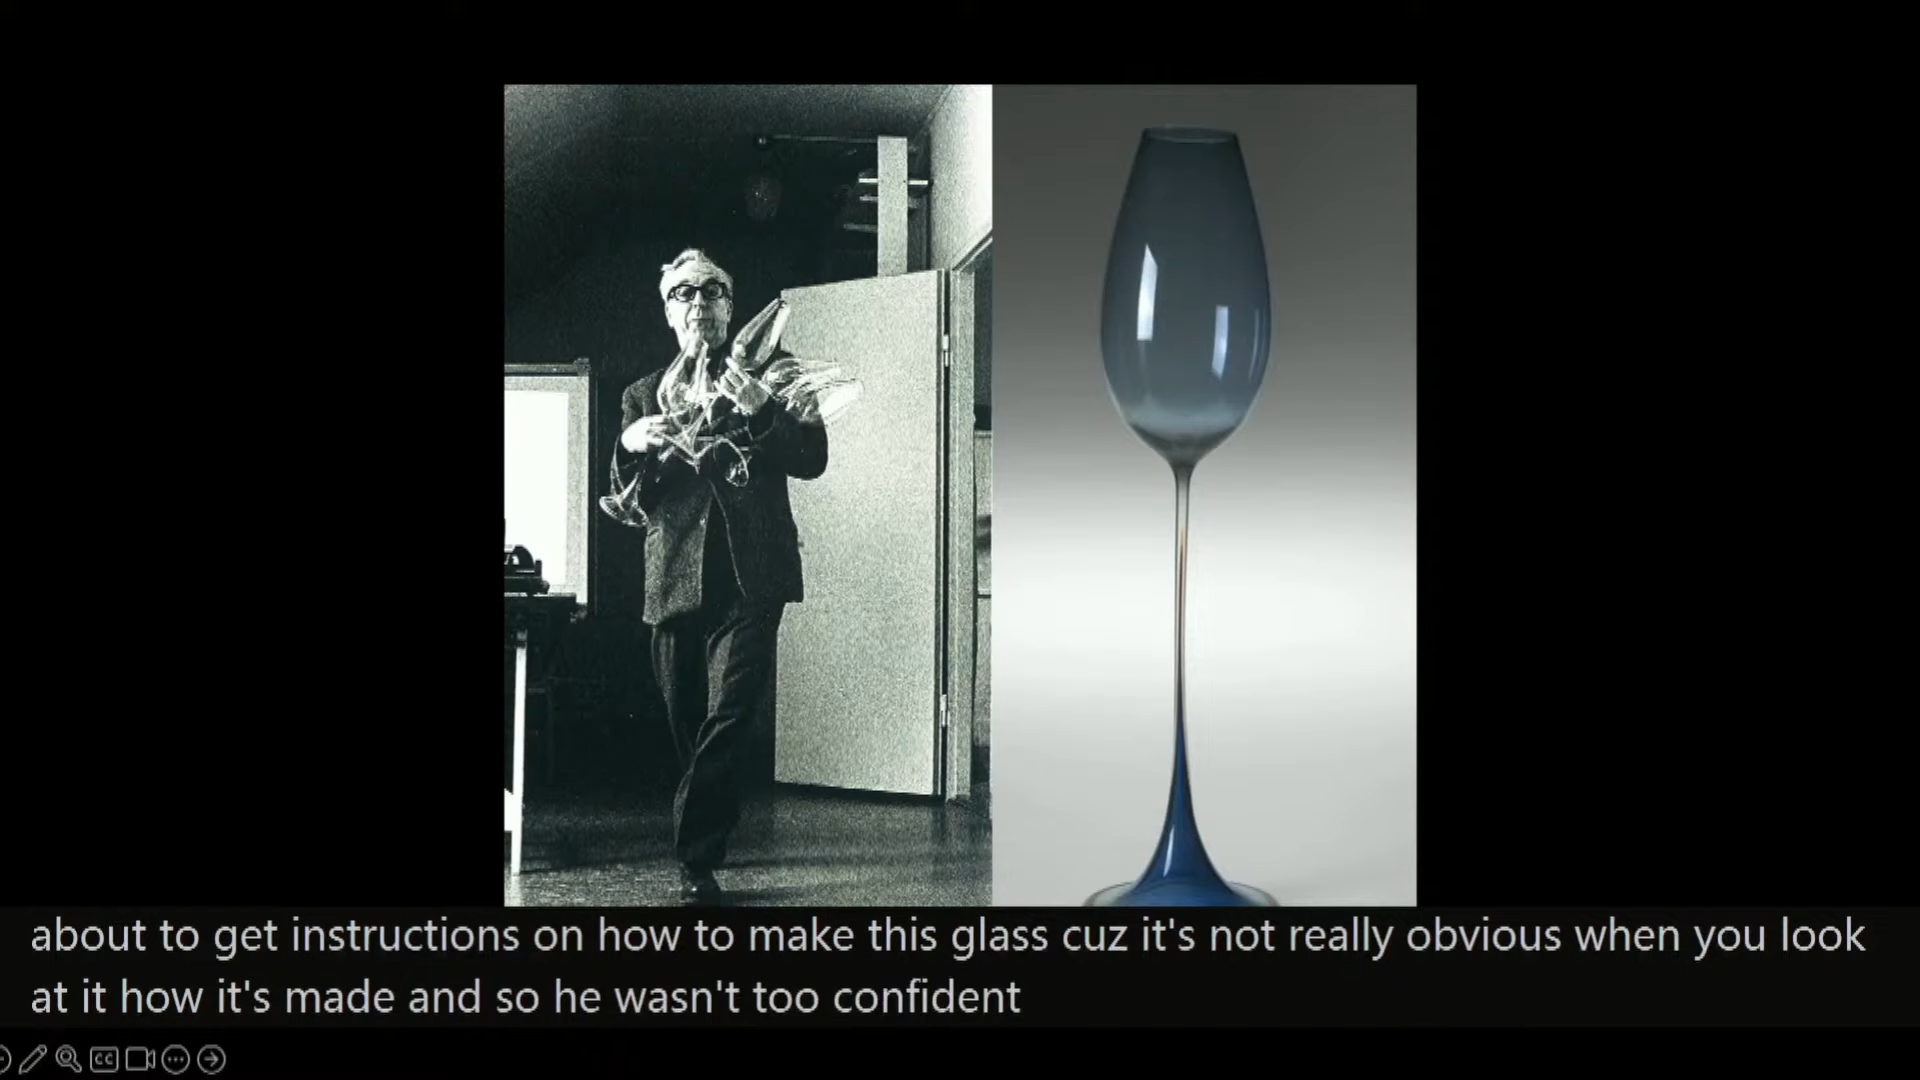 about to get instructions on how to make this glass cuz it's not really obvious when you look
at it how it's made and so he wasn't too confident
CC